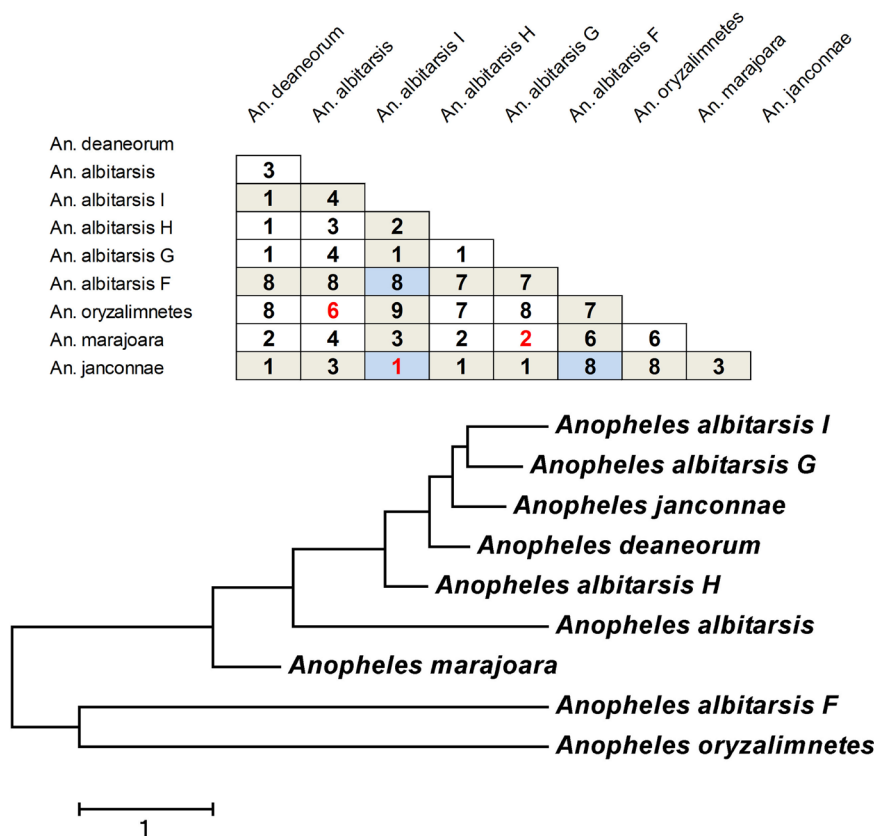 An. deaneorum
An. albitarsis
An. albitarsis I
An. albitarsis H
An. albitarsis G
An. albitarsis F
An. oryzalimnetes
An. marajoara
An. janconnae
An. deaneorum
An. albitarsis 3
An. albitarsis I 1 4
An. albitarsis H 1 3 2
An. albitarsis G 1 4 1 1
An. albitarsis F 8 8 8 7 7
An. oryzalimnetes 8 6 9 7 8 7
An. marajoara 2 4 3 2 2 6 6
An. janconnae 1 3 1 1 1 8 8 3
Anopheles albitarsis I
Anopheles albitarsis G
Anopheles janconnae
Anopheles deaneorum
Anopheles albitarsis H
Anopheles albitarsis
Anopheles marajoara
Anopheles albitarsis F
Anopheles oryzalimnetes
1